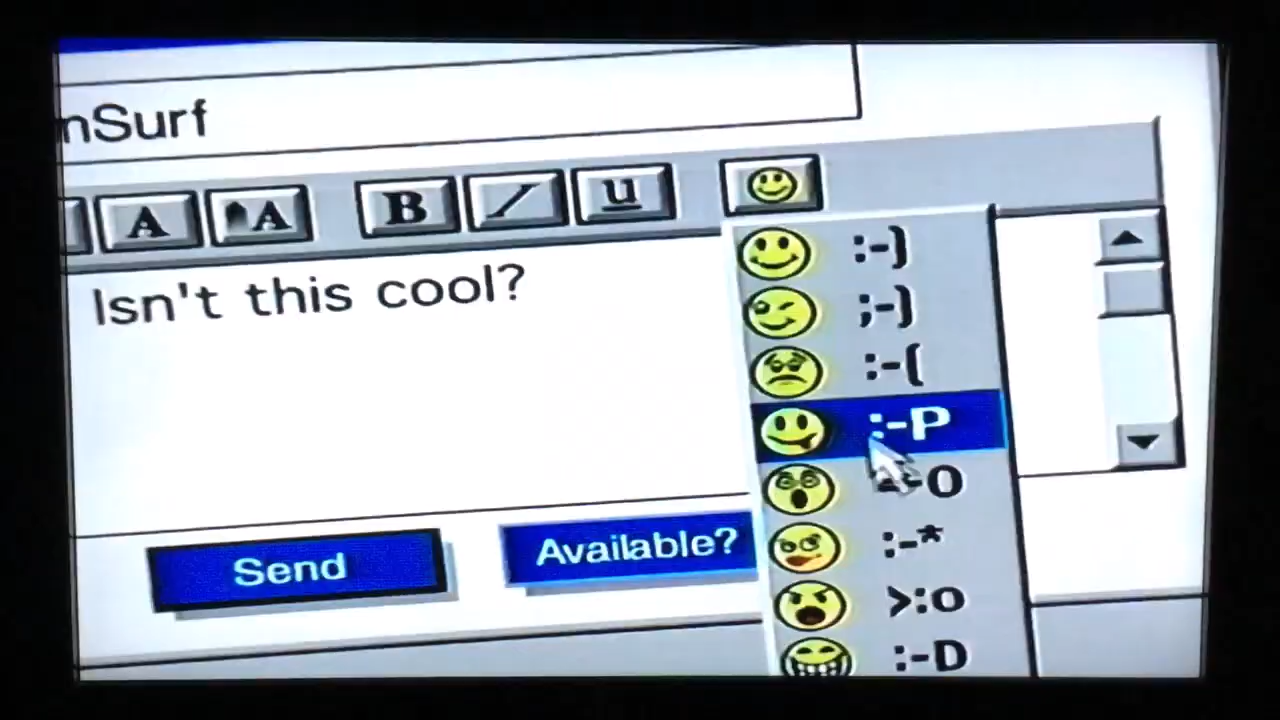 nSurf
A A B / u
Isn't this cool?
:-)
;-)
:-(
:-P
-O
:-*
>:o
:-D
Send Available?